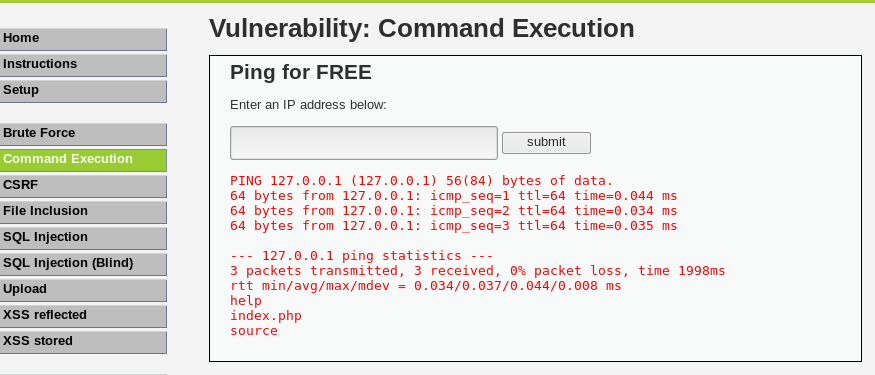 Vulnerability: Command Execution
Home
Instructions
Setup
Brute Force
Command Execution
CSRF
File Inclusion
SQL Injection
SQL Injection (Blind)
Upload
XSS reflected
XSS stored
Ping for FREE
Enter an IP address below:
submit
PING 127.0.0.1 (127.0.0.1) 56(84) bytes of data.
64 bytes from 127.0.0.1: icmp_seq=1 ttl=64 time=0.044 ms
64 bytes from 127.0.0.1: icmp_seq=2 ttl=64 time=0.034 ms
64 bytes from 127.0.0.1: icmp_seq=3 ttl=64 time=0.035 ms
--- 127.0.0.1 ping statistics ---
3 packets transmitted, 3 received, 0% packet loss, time 1998ms
rtt min/avg/max/mdev = 0.034/0.037/0.044/0.008 ms
help
index.php
source